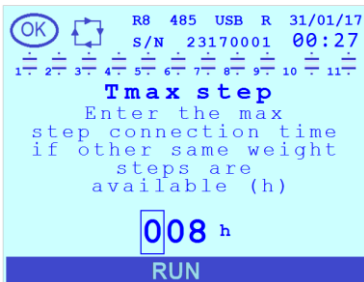 OK R8 485 USB R 31/01/17
S/N 23170001 00:27
1 2 3 4 5 6 7 8 9 10 11
Tmax step
Enter the max
step connection time
if other same weight
steps are
available (h)
008 h
RUN